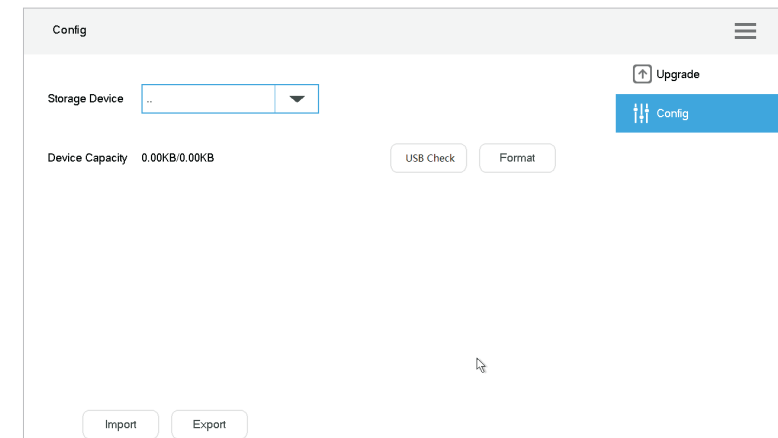 Config
Upgrade
Storage Device ..
Config
Device Capacity 0.00KB/0.00KB USB Check Format
Import Export